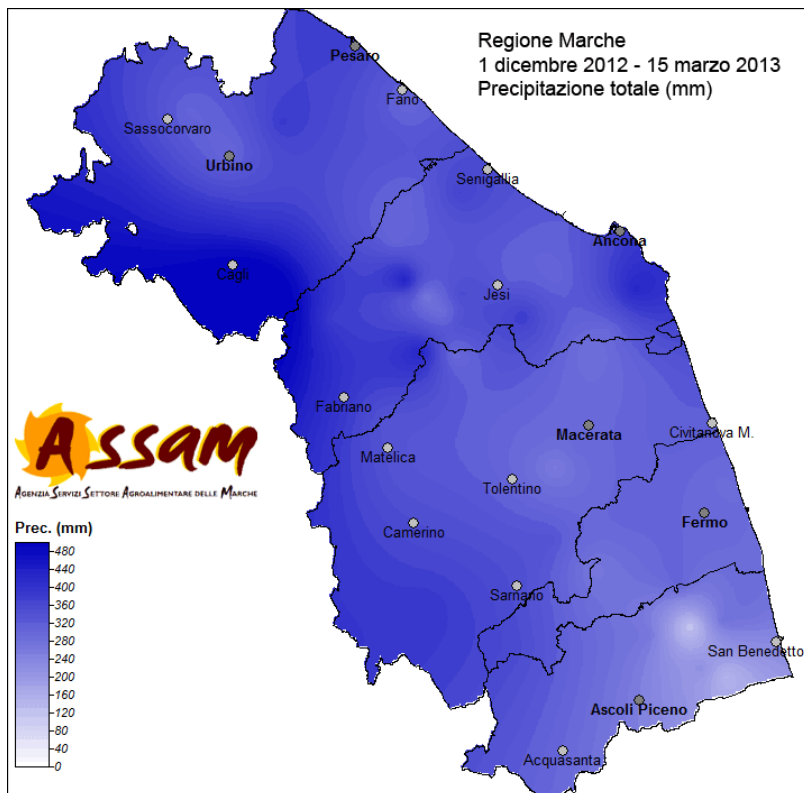 Regione Marche
1 dicembre 2012 - 15 marzo 2013
Precipitazione totale (mm)
Pesaro
Fano
Sassocorvaro
Urbino
Senigallia
Ancona
Cagli
Jesi
Fabriano
Macerata
Civitanova M.
Matelica
Tolentino
Camerino
Fermo
Sarnano
San Benedetto
Ascoli Piceno
Acquasanta
ASSAM
AGENZIA SERVIZI SETTORE AGROALIMENTARE DELLE MARCHE
Prec. (mm)
480
440
400
360
320
280
240
200
160
120
80
40
0